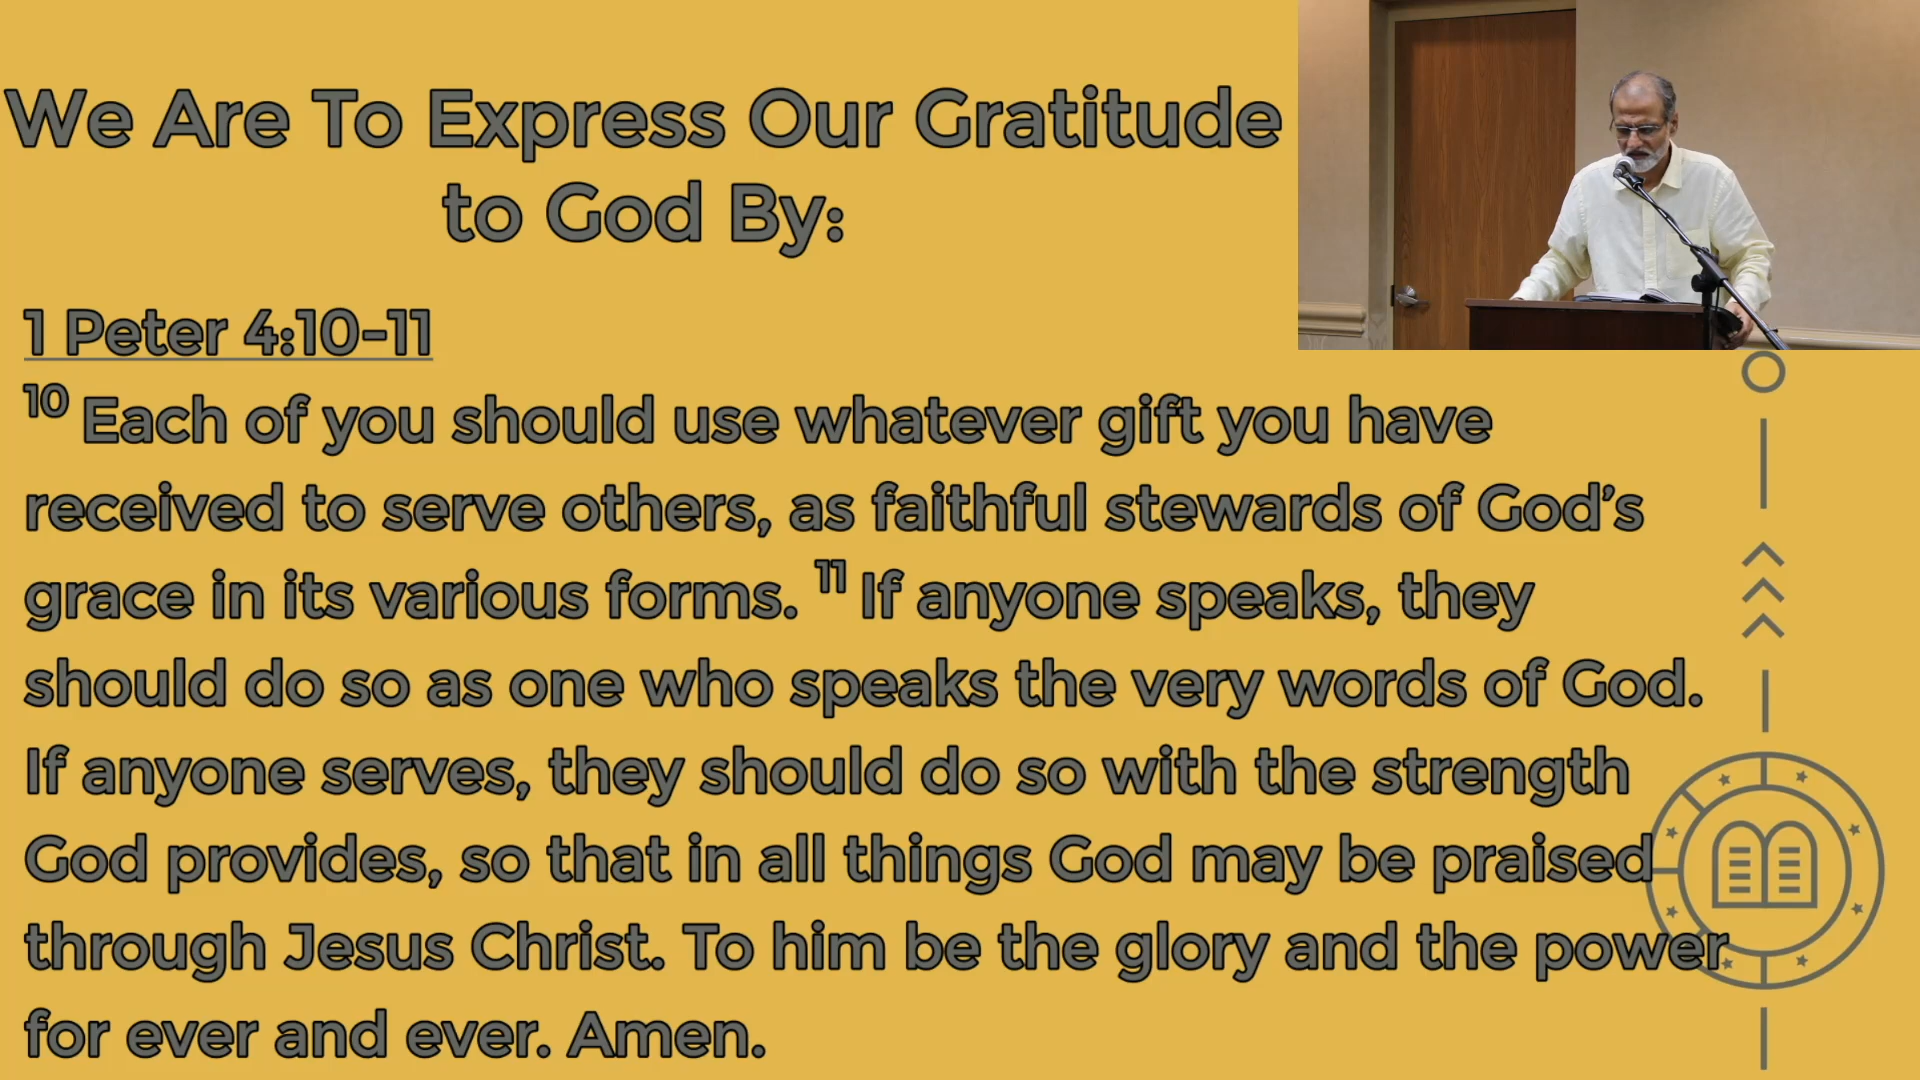 We Are To Express Our Gratitude
to God By:
1 Peter 4:10-11
10 Each of you should use whatever gift you have
received to serve others, as faithful stewards of God’s
grace in its various forms. 11 If anyone speaks, they
should do so as one who speaks the very words of God.
If anyone serves, they should do so with the strength
God provides, so that in all things God may be praised
through Jesus Christ. To him be the glory and the power
for ever and ever. Amen.